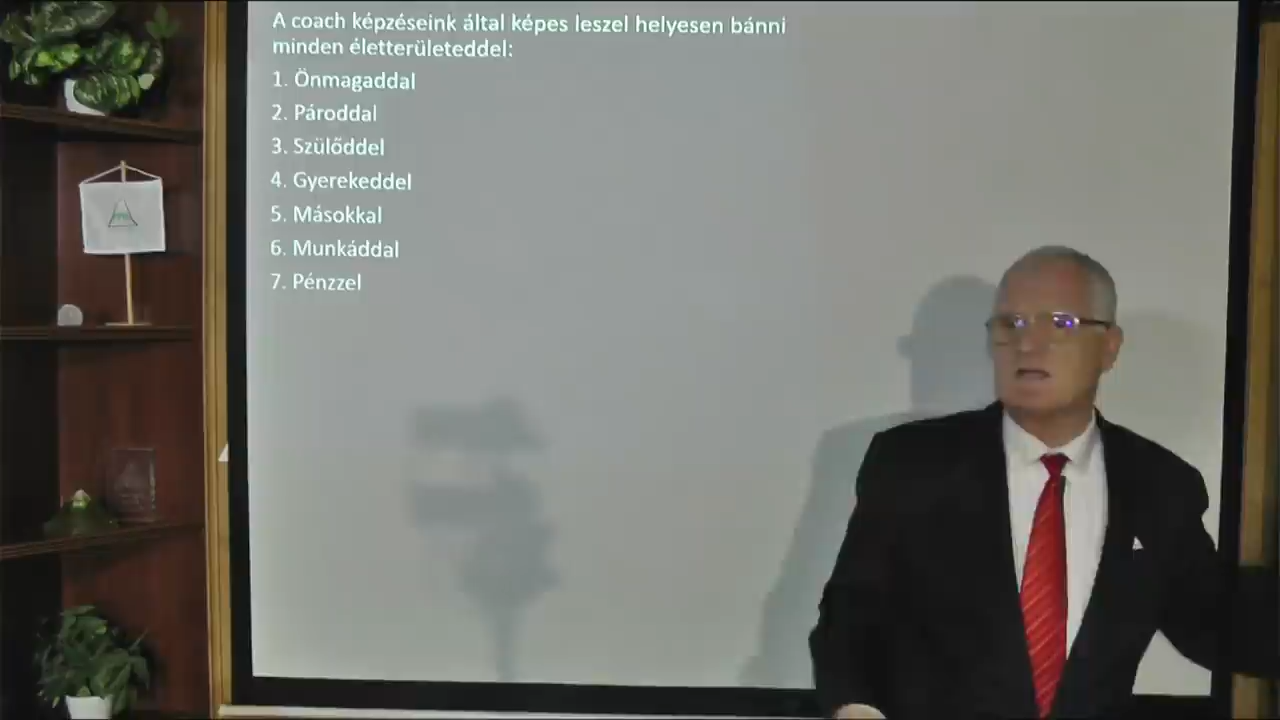 A coach képzéseink által képes leszel helyesen bánni
minden életterületeddel:
1. Önmagaddal
2. Pároddal
3. Szülőddel
4. Gyerekeddel
5. Másokkal
6. Munkáddal
7. Pénzzel